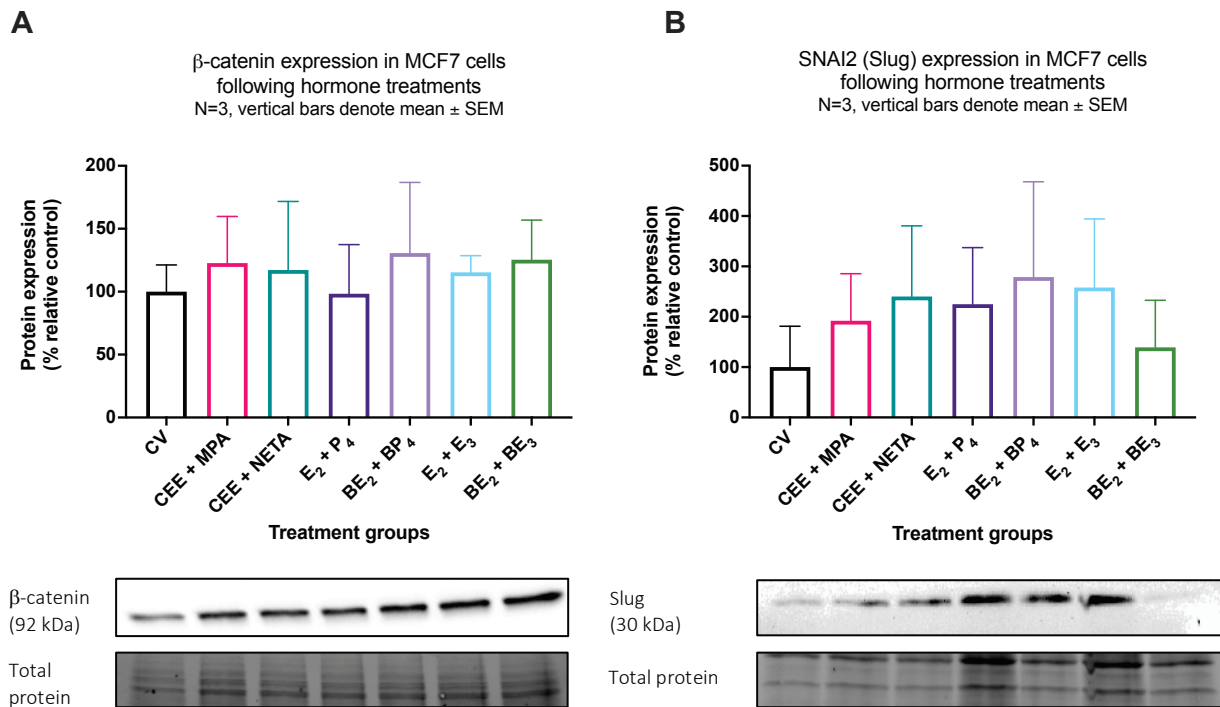 A
β-catenin expression in MCF7 cells
following hormone treatments
N=3, vertical bars denote mean ± SEM
Protein expression
(% relative control)
200
150
100
50
0
CV
CEE + MPA
CEE + NETA
E₂ + P₄
BE₂ + BP₄
E₂ + E₃
BE₂ + BE₃
Treatment groups
β-catenin
(92 kDa)
Total
protein
B
SNAI2 (Slug) expression in MCF7 cells
following hormone treatments
N=3, vertical bars denote mean ± SEM
Protein expression
(% relative control)
500
400
300
200
100
0
CV
CEE + MPA
CEE + NETA
E₂ + P₄
BE₂ + BP₄
E₂ + E₃
BE₂ + BE₃
Treatment groups
Slug
(30 kDa)
Total protein